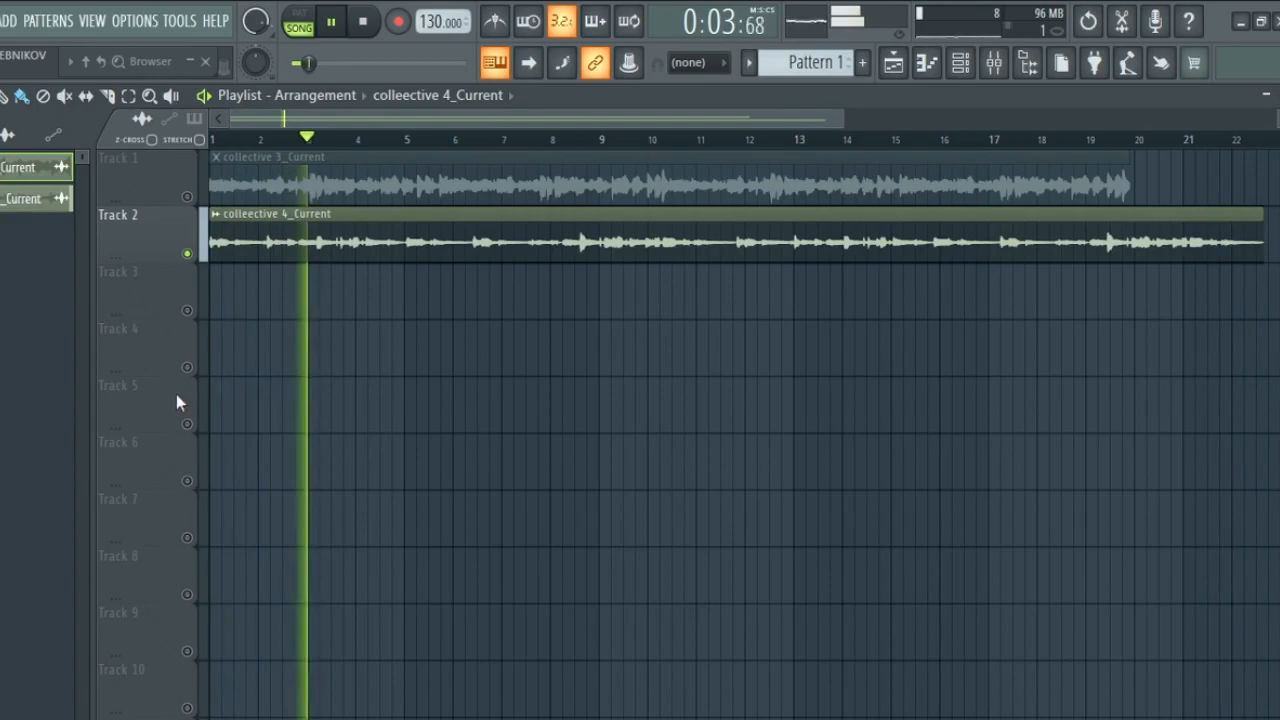 ADD PATTERNS VIEW OPTIONS TOOLS HELP
PAT
SONG
130.000
3.2:
0:03:68
M:S:CS
8
96 MB
1
?
EBNIKOV
Browser
(none)
Pattern 1
+
Playlist - Arrangement
colleective 4_Current
Z-CROSS
STRETCH
1 2 3 4 5 6 7 8 9 10 11 12 13 14 15 16 17 18 19 20 21 22
Current
_Current
Track 1
collective 3_Current
Track 2
colleective 4_Current
Track 3
Track 4
Track 5
Track 6
Track 7
Track 8
Track 9
Track 10